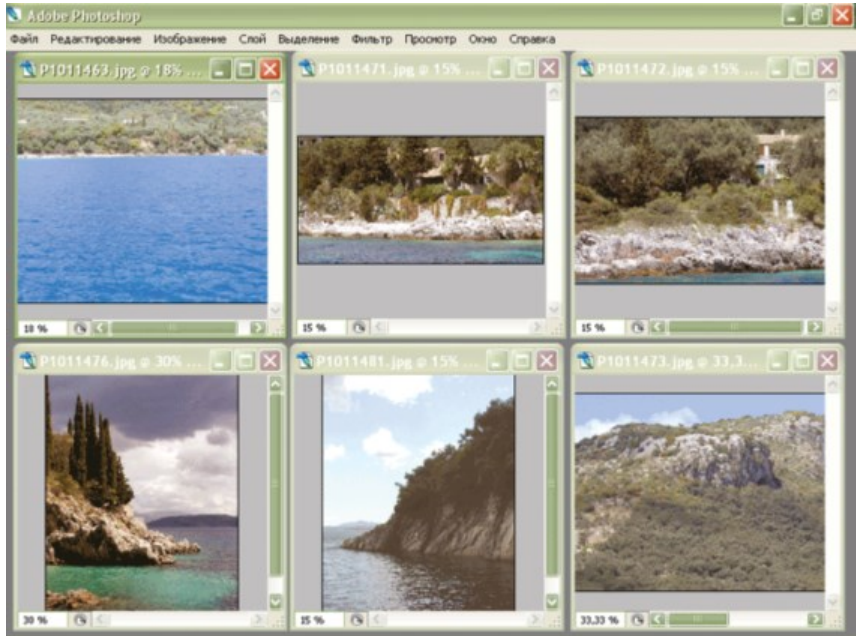 Adobe Photoshop
Файл Редактирование Изображение Слой Выделение Фильтр Просмотр Окно Справка
P1011463.jpg @ 18% ...
P1011471.jpg @ 15% ...
P1011472.jpg @ 15% ...
18 %
15 %
15 %
P1011476.jpg @ 30% ...
P1011481.jpg @ 15% ...
P1011473.jpg @ 33,3...
30 %
15 %
33,33 %